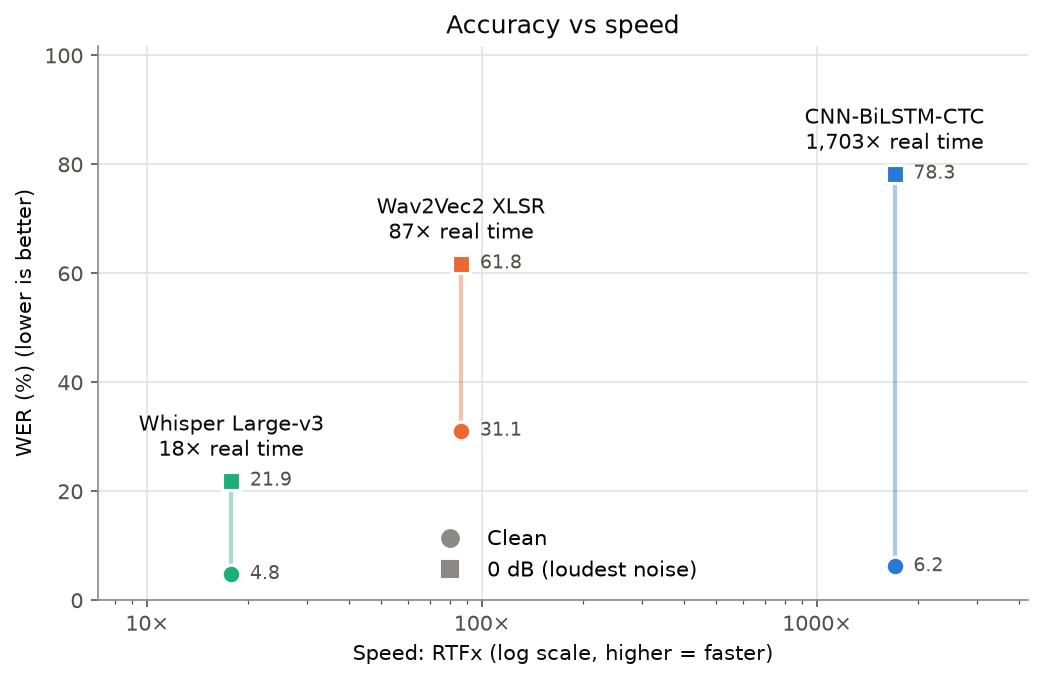 Accuracy vs speed
WER (%) (lower is better)
100
80
60
40
20
0
CNN-BiLSTM-CTC
1,703× real time
78.3
Wav2Vec2 XLSR
87× real time
61.8
31.1
Whisper Large-v3
18× real time
21.9
4.8
6.2
Clean
0 dB (loudest noise)
10×
100×
1000×
Speed: RTFx (log scale, higher = faster)